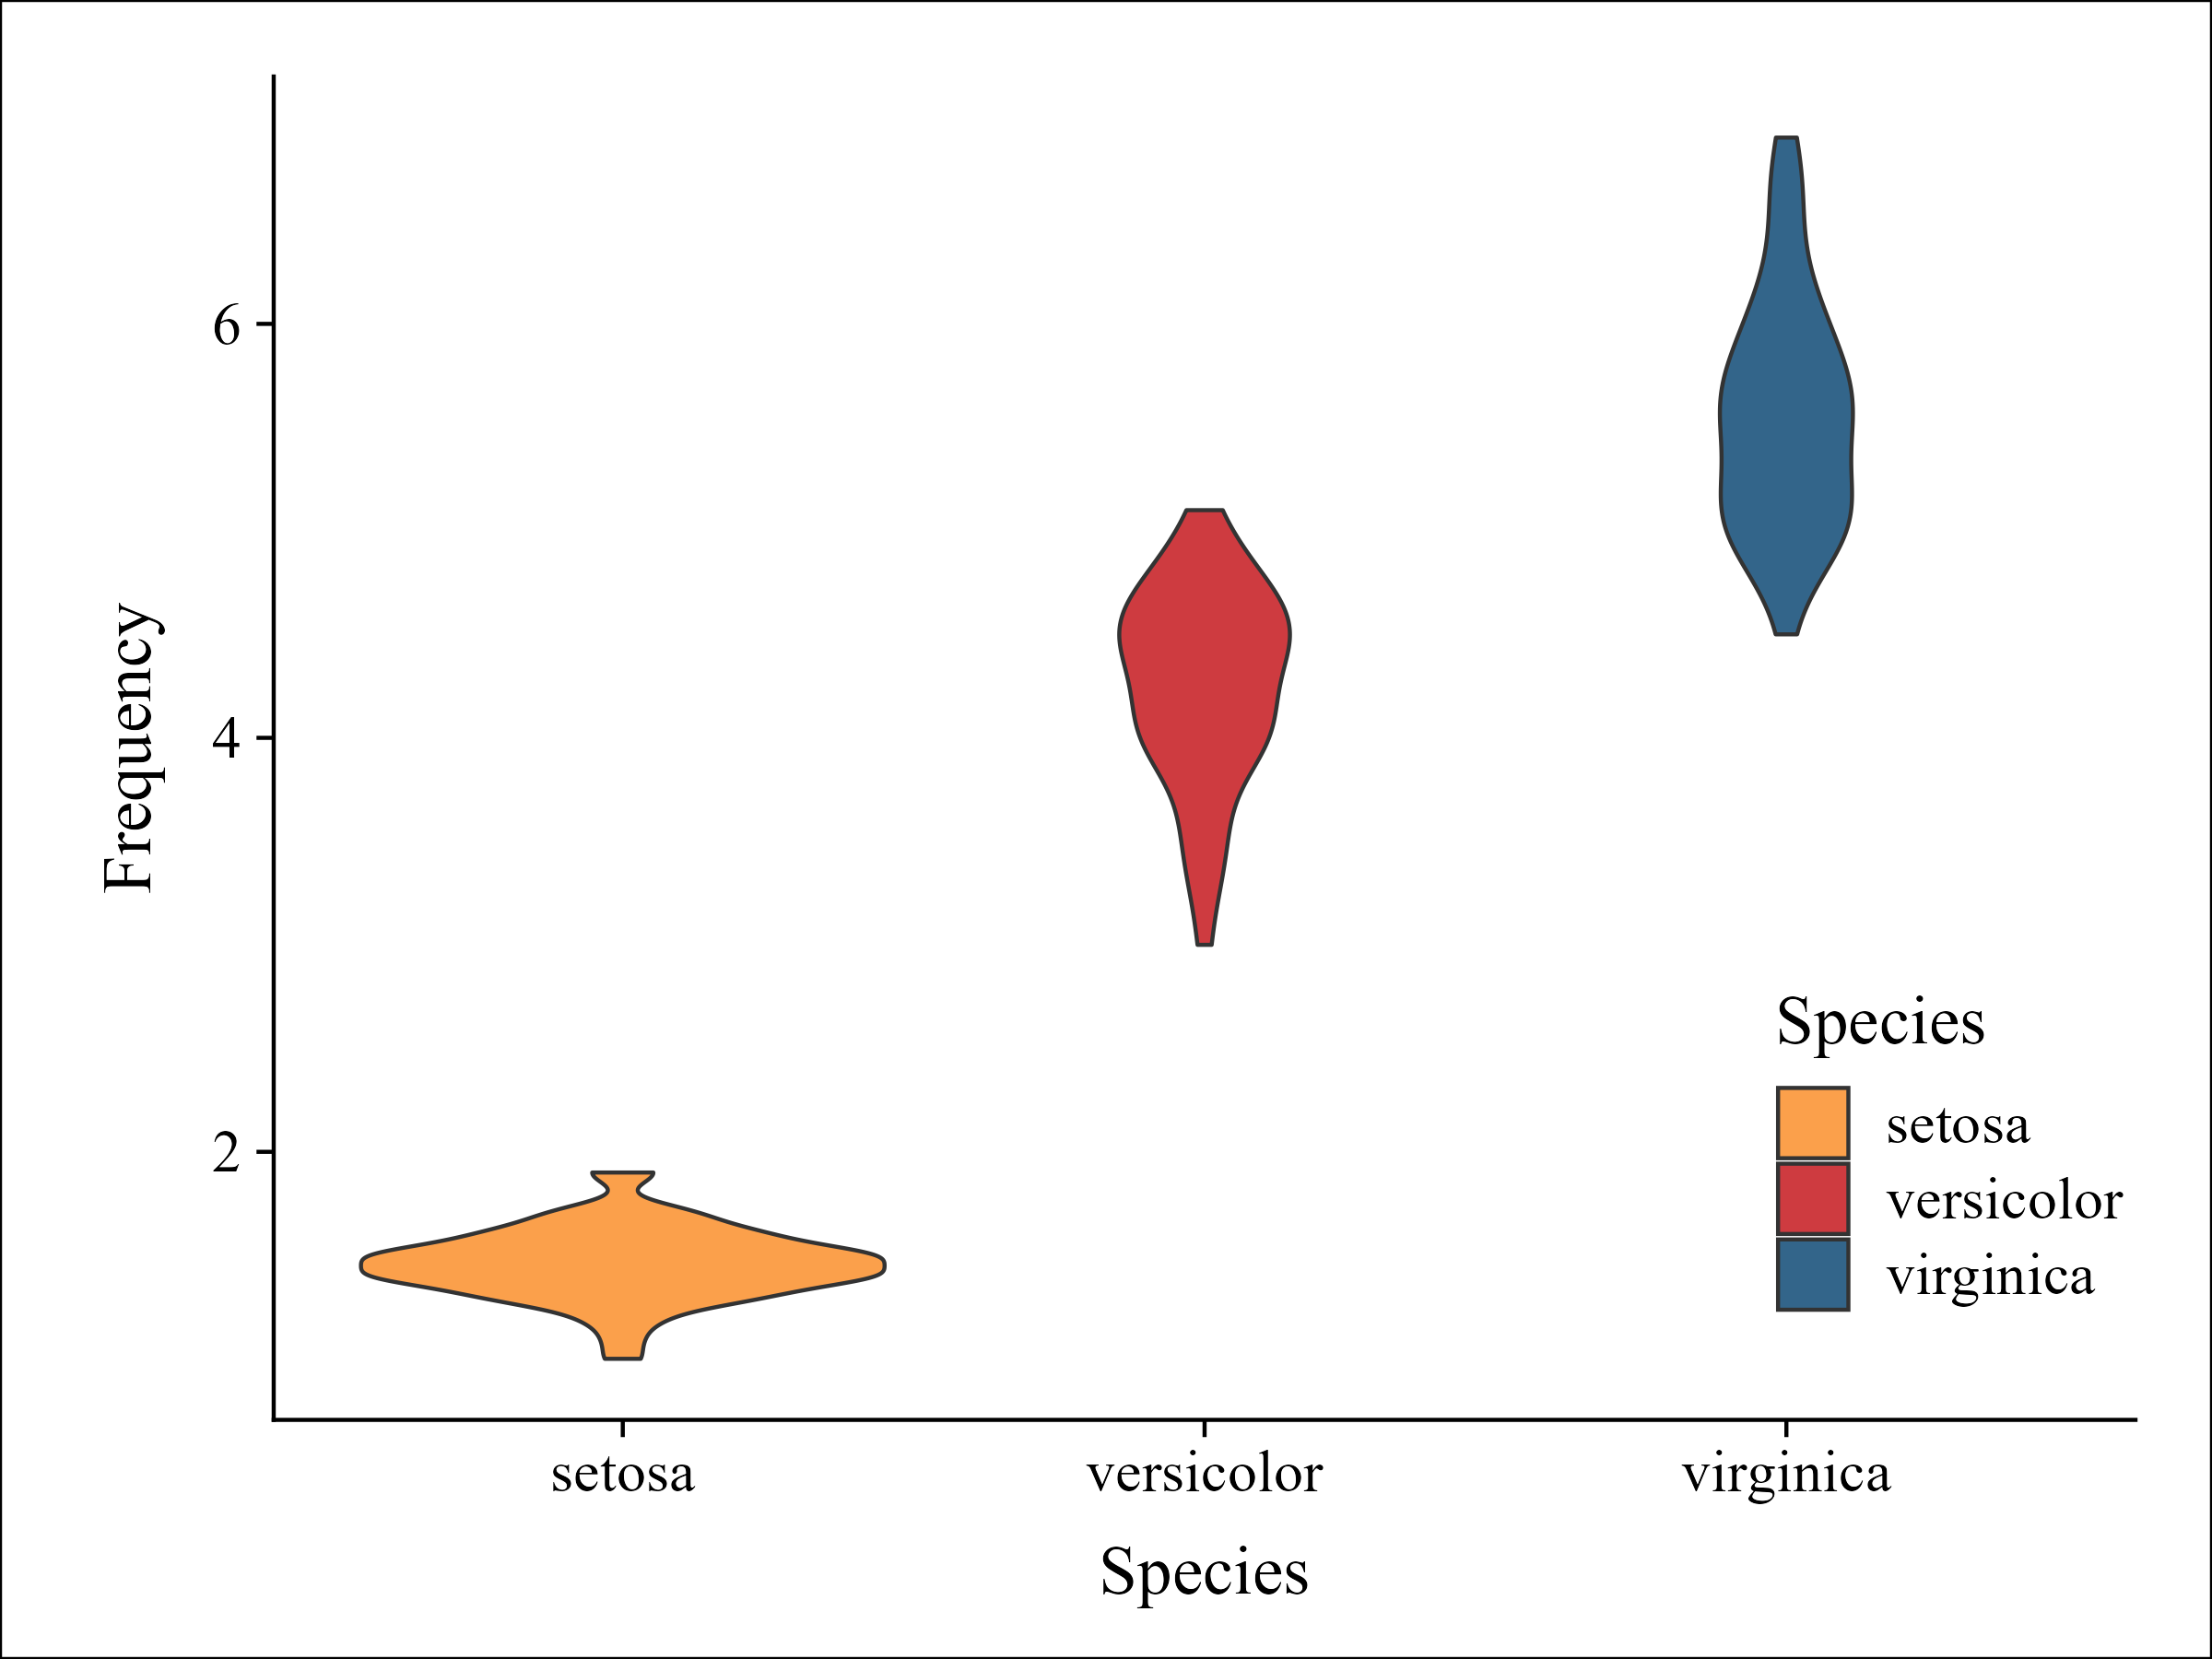 Frequency
6
4
2
setosa
versicolor
virginica
Species
Species
setosa
versicolor
virginica